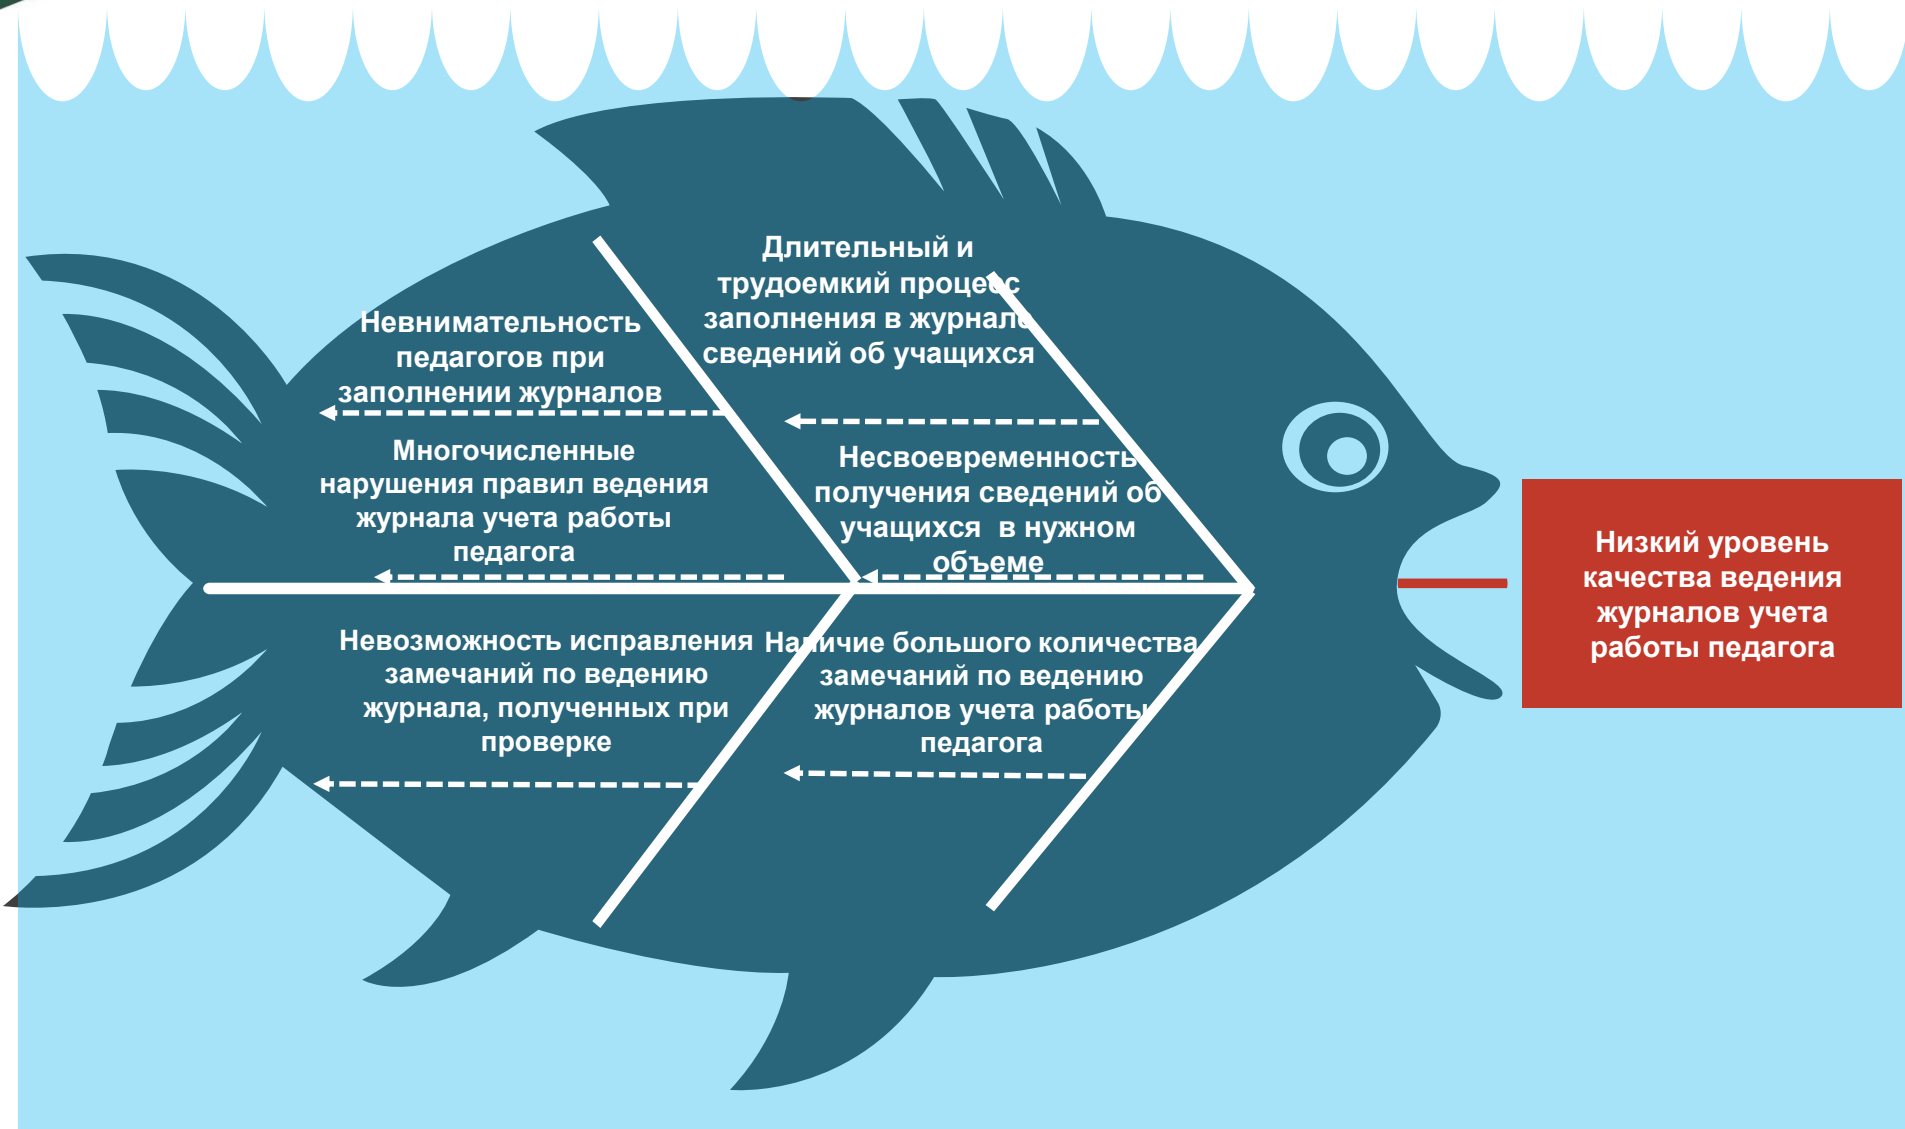 Длительный и
трудоемкий процесс
заполнения в журнале
сведений об учащихся
Невнимательность
педагогов при
заполнении журналов
Многочисленные
нарушения правил ведения
журнала учета работы
педагога
Несвоевременность
получения сведений об
учащихся в нужном
объеме
Невозможность исправления
замечаний по ведению
журнала, полученных при
проверке
Наличие большого количества
замечаний по ведению
журналов учета работы
педагога
Низкий уровень
качества ведения
журналов учета
работы педагога